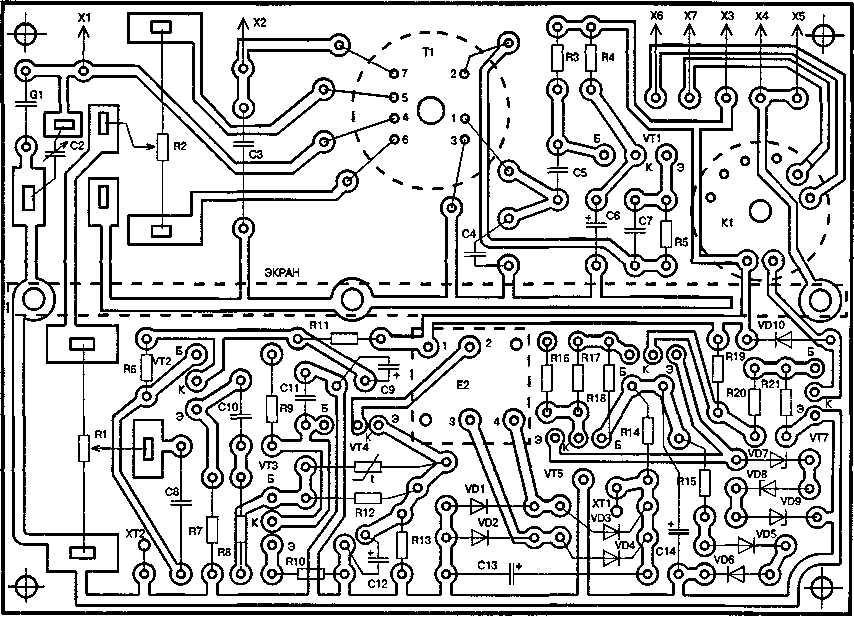 X1
X2
X6 X7 X3 X4 X5
T1
R3
R4
G1
7
2
5
4
1
6
3
C2
R2
C3
Б
VT1
Э
К
C5
C6
C7
C4
R5
K1
ЭКРАН
R11
VD10
R6
VT2
Б
1
2
R16
R17
К
Э
R19
Б
К
C11
C9
E2
R18
R20
R21
К
Э
C10
R9
Б
R1
VT3
VT4
К
Э
3
4
Э
К
Б
R14
Э
VT7
VD7
Б
t
VT5
VD8
C8
VD1
XT1
R15
VD9
R12
К
XT2
R7
R8
VD2
VD3
Э
R13
VD4
C14
VD5
R10
C12
C13
VD6